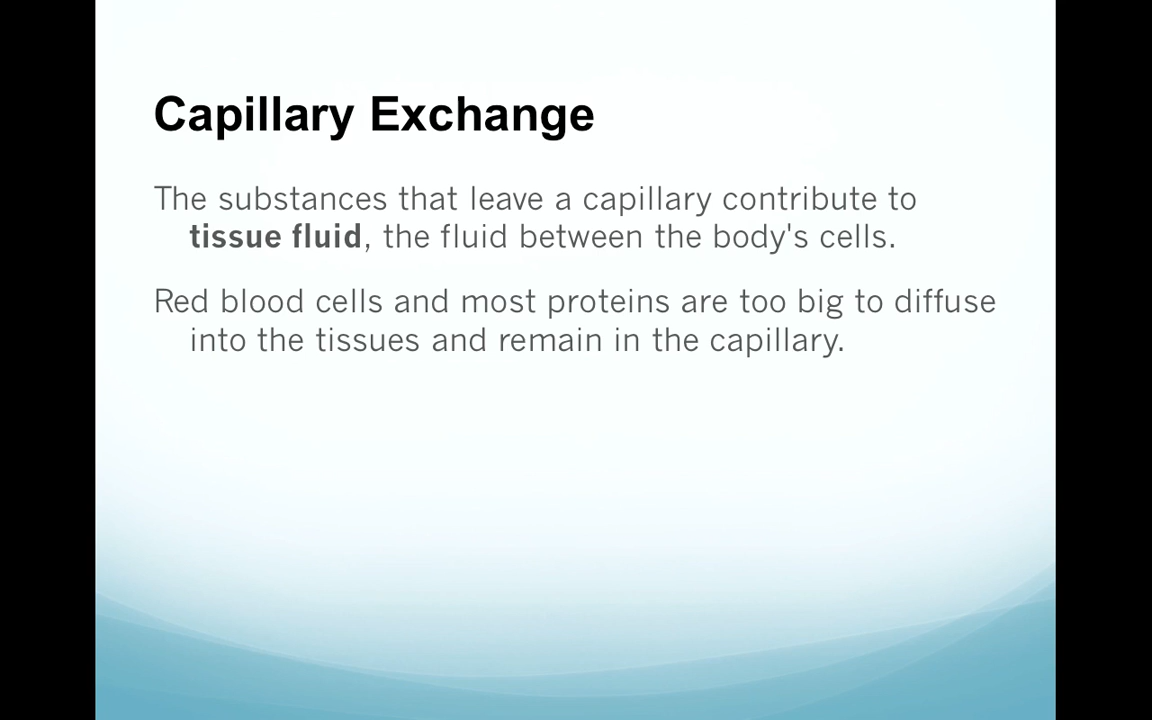 Capillary Exchange
The substances that leave a capillary contribute to
tissue fluid, the fluid between the body's cells.
Red blood cells and most proteins are too big to diffuse
into the tissues and remain in the capillary.